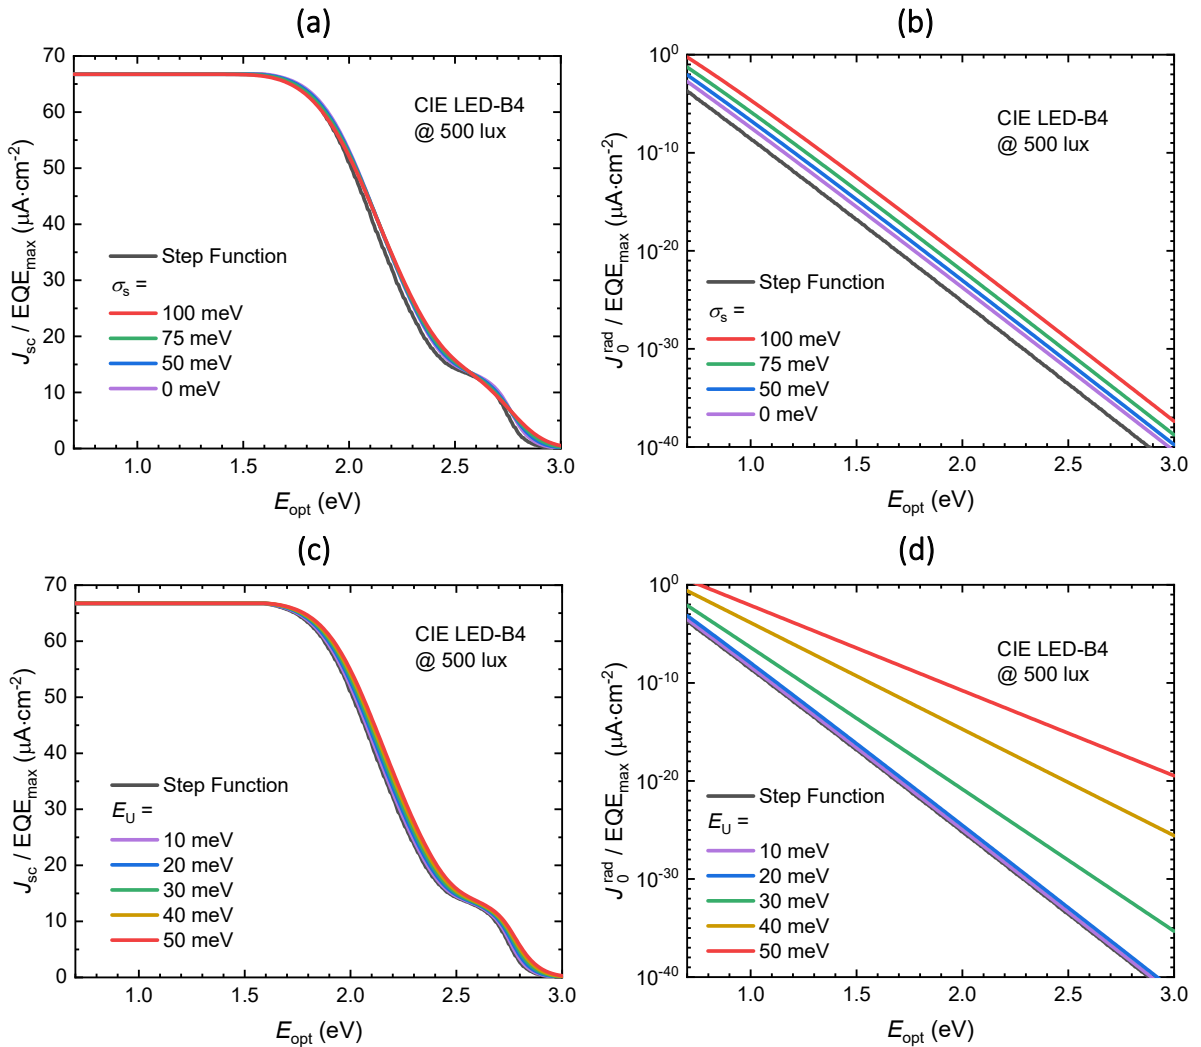 (a)
70
60
50
40
30
20
10
0
J_sc / EQE_max (μA·cm⁻²)
CIE LED-B4
@ 500 lux
Step Function
σ_s =
100 meV
75 meV
50 meV
0 meV
1.0 1.5 2.0 2.5 3.0
E_opt (eV)
(b)
10⁰
10⁻¹⁰
10⁻²⁰
10⁻³⁰
10⁻⁴⁰
J₀^rad / EQE_max (μA·cm⁻²)
CIE LED-B4
@ 500 lux
Step Function
σ_s =
100 meV
75 meV
50 meV
0 meV
1.0 1.5 2.0 2.5 3.0
E_opt (eV)
(c)
70
60
50
40
30
20
10
0
J_sc / EQE_max (μA·cm⁻²)
CIE LED-B4
@ 500 lux
Step Function
E_U =
10 meV
20 meV
30 meV
40 meV
50 meV
1.0 1.5 2.0 2.5 3.0
E_opt (eV)
(d)
10⁰
10⁻¹⁰
10⁻²⁰
10⁻³⁰
10⁻⁴⁰
J₀^rad / EQE_max (μA·cm⁻²)
CIE LED-B4
@ 500 lux
Step Function
E_U =
10 meV
20 meV
30 meV
40 meV
50 meV
1.0 1.5 2.0 2.5 3.0
E_opt (eV)